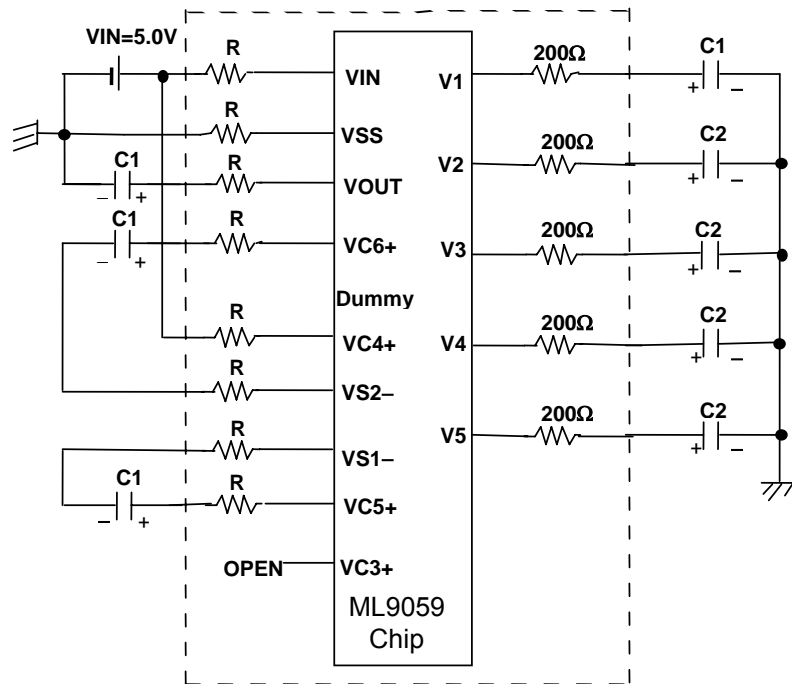 VIN=5.0V
R
VIN
R
VSS
C1
– +
R
VOUT
C1
– +
R
VC6+
Dummy
R
VC4+
R
VS2–
R
VS1–
C1
– +
R
VC5+
OPEN
VC3+
ML9059
Chip
V1
200Ω
C1
+ –
V2
200Ω
C2
+ –
V3
200Ω
C2
+ –
V4
200Ω
C2
+ –
V5
200Ω
C2
+ –